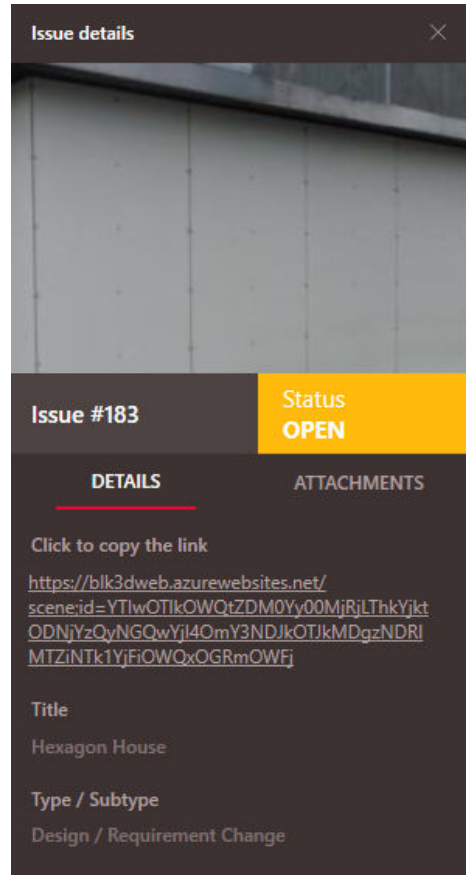 Issue details
Issue #183
Status
OPEN
DETAILS
ATTACHMENTS
Click to copy the link
https://blk3dweb.azurewebsites.net/
scene;id=YTIwOTlkOWQtZDM0Yy00MjRjLThkYjkt
ODNjYzQyNGQwYjI4OmY3NDJkOTJkMDgzNDRl
MTZiNTk1YjFiOWQxOGRmOWFj
Title
Hexagon House
Type / Subtype
Design / Requirement Change